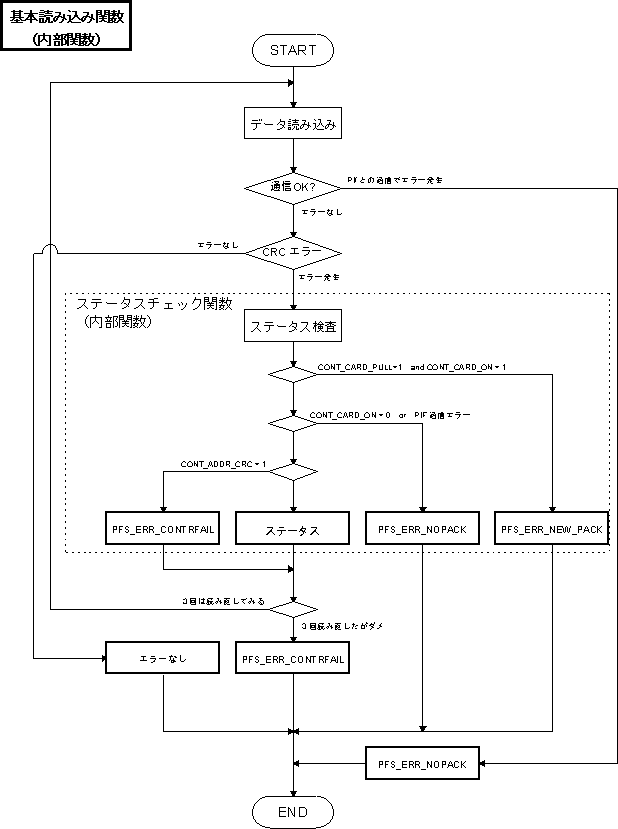 基本読み込み関数
(内部関数)
START
データ読み込み
通信OK?
PIFとの通信でエラー発生
エラーなし
エラーなし
CRC エラー
エラー発生
ステータスチェック関数
(内部関数)
ステータス検査
CONT_CARD_PULL=1 and CONT_CARD_ON = 1
CONT_CARD_ON = 0 or PIF通信エラー
CONT_ADDR_CRC = 1
PFS_ERR_CONTRFAIL
ステータス
PFS_ERR_NOPACK
PFS_ERR_NEW_PACK
3回は読み直してみる
3回読み直したがダメ
エラーなし
PFS_ERR_CONTRFAIL
PFS_ERR_NOPACK
END